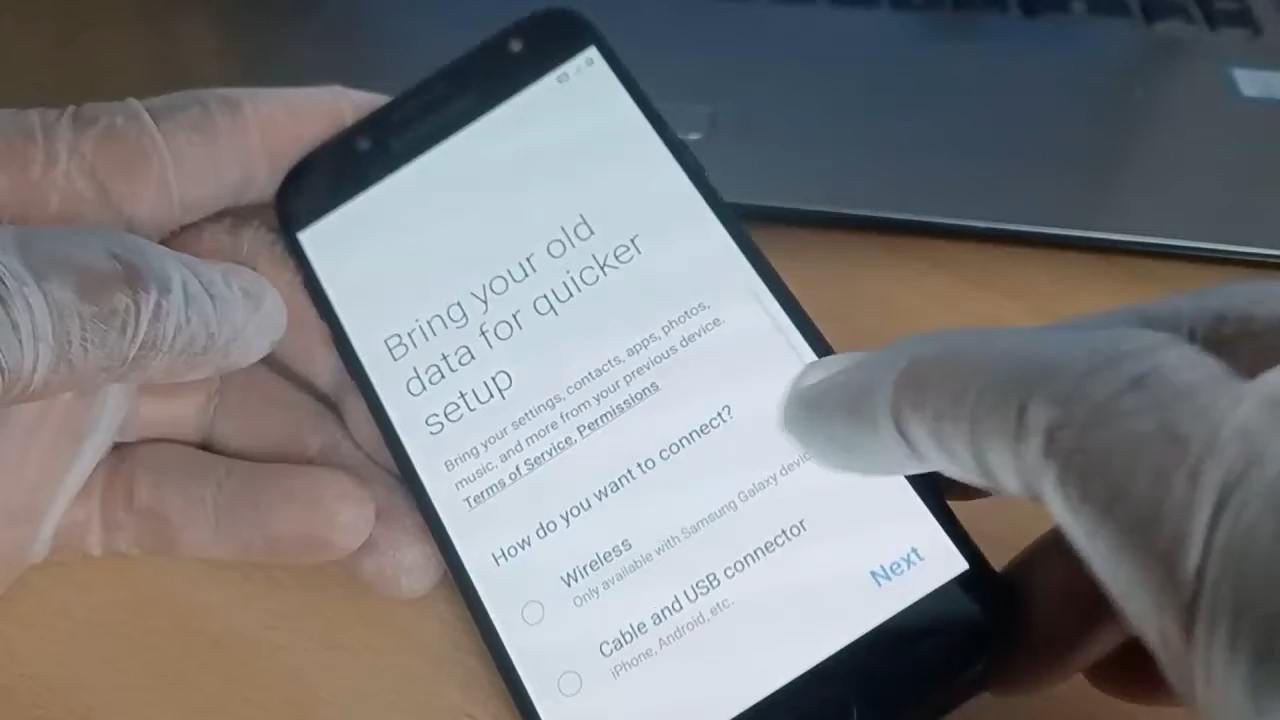 Bring your old
data for quicker
setup
Bring your settings, contacts, apps, photos,
music, and more from your previous device.
Terms of Service, Permissions
How do you want to connect?
Wireless
Only available with Samsung Galaxy
Cable and USB connector
iPhone, Android, etc.
Next